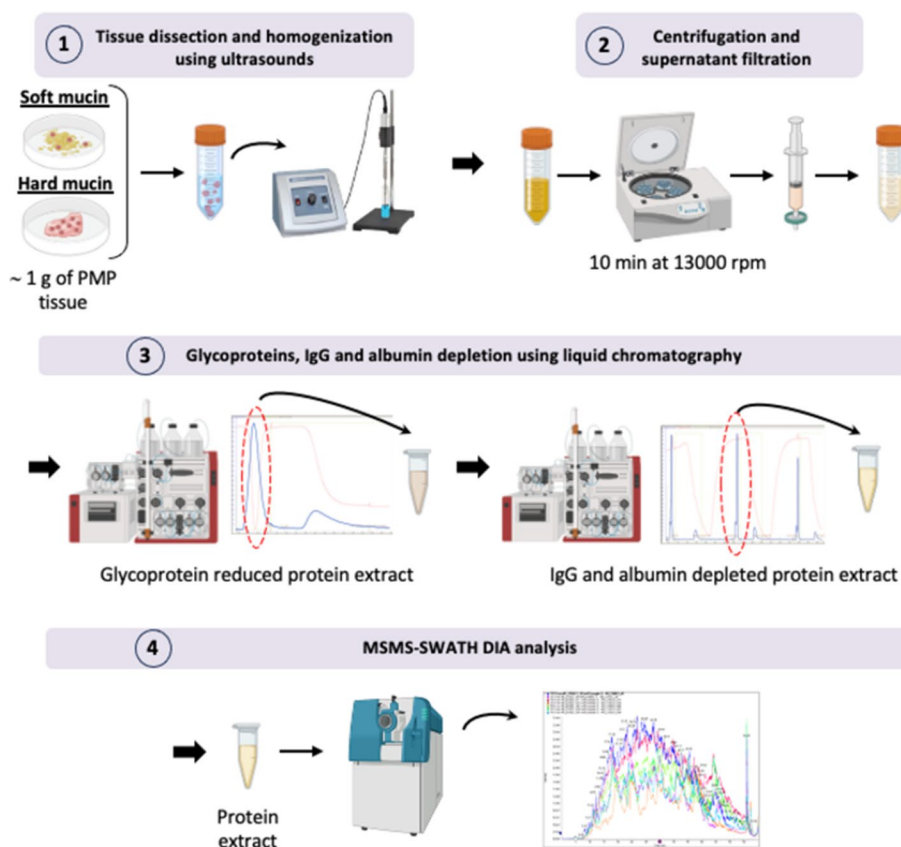 1
Tissue dissection and homogenization
using ultrasounds
2
Centrifugation and
supernatant filtration
Soft mucin
Hard mucin
~ 1 g of PMP
tissue
10 min at 13000 rpm
3
Glycoproteins, IgG and albumin depletion using liquid chromatography
Glycoprotein reduced protein extract
IgG and albumin depleted protein extract
4
MSMS-SWATH DIA analysis
Protein
extract